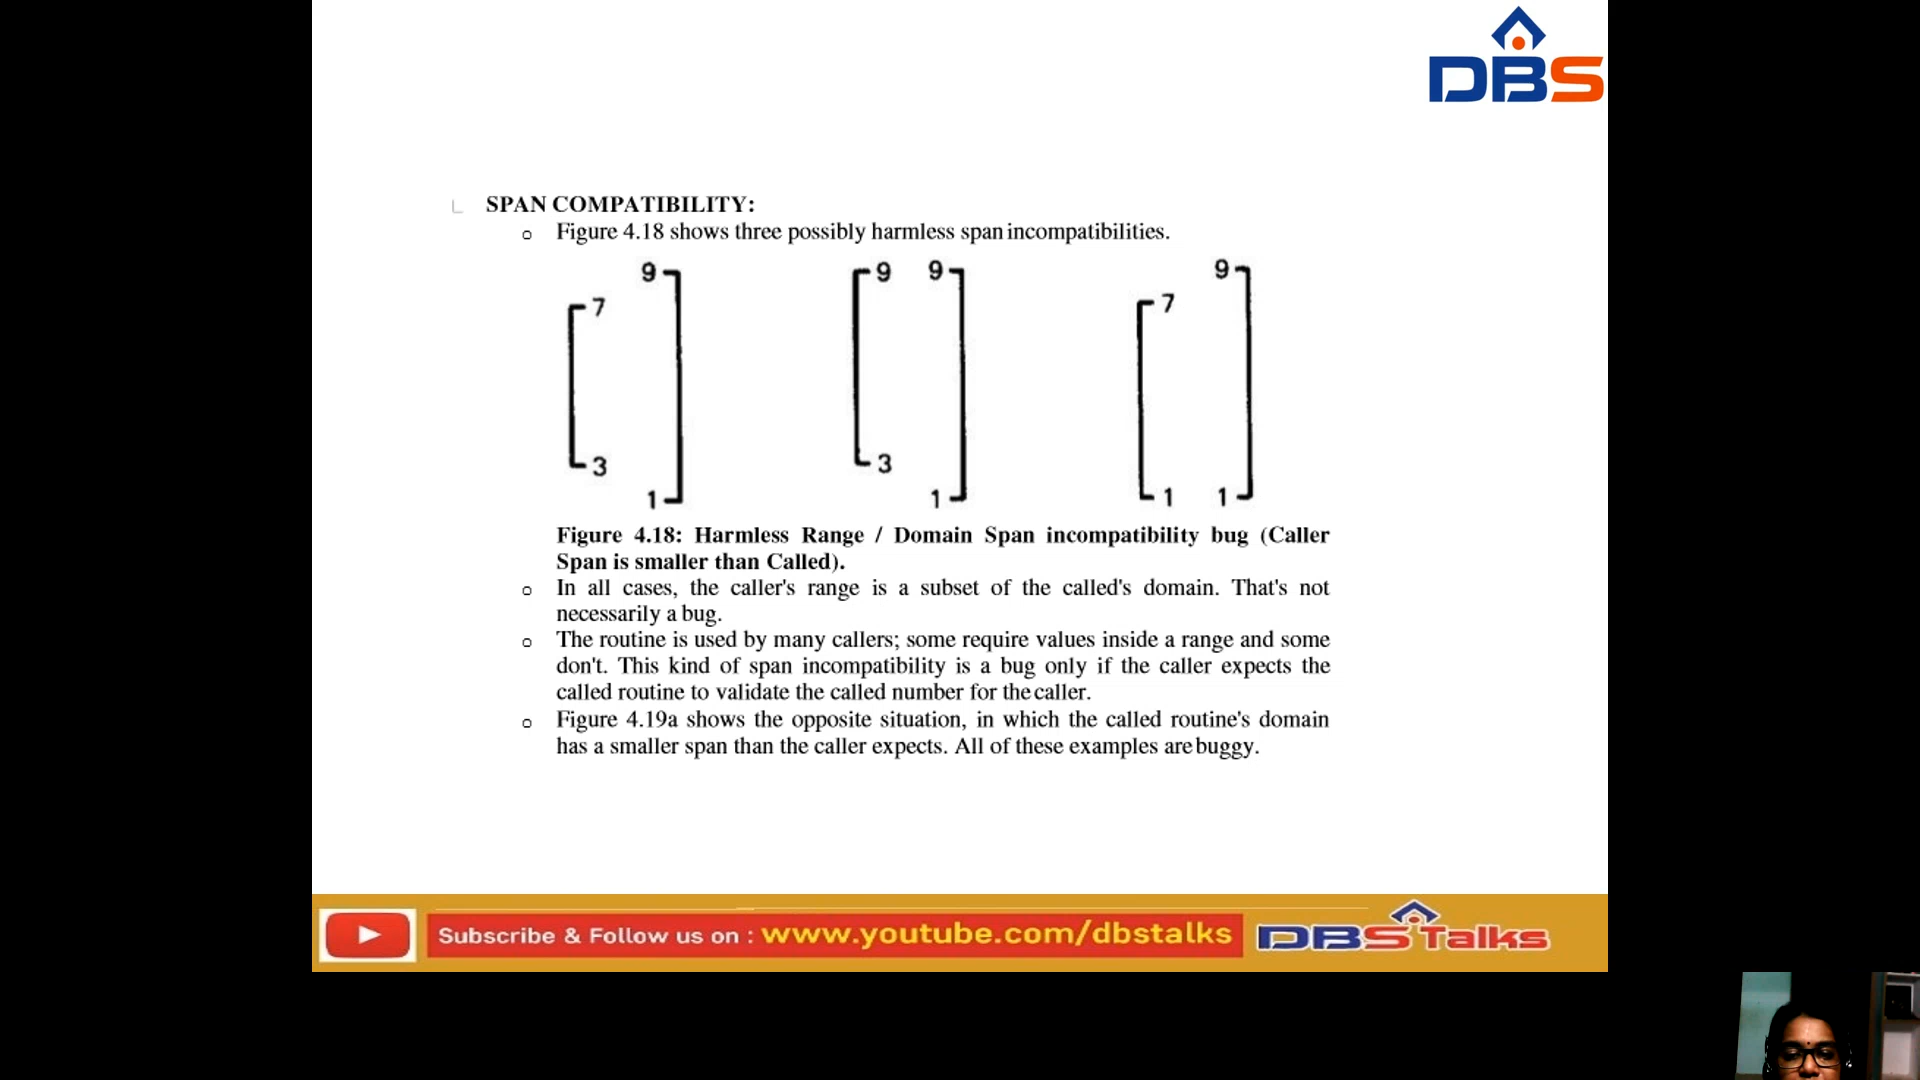 DBS
SPAN COMPATIBILITY:
o Figure 4.18 shows three possibly harmless span incompatibilities.
9 9 9 9
7 7
3 3
1 1 1 1
Figure 4.18: Harmless Range / Domain Span incompatibility bug (Caller
Span is smaller than Called).
o In all cases, the caller's range is a subset of the called's domain. That's not
necessarily a bug.
o The routine is used by many callers; some require values inside a range and some
don't. This kind of span incompatibility is a bug only if the caller expects the
called routine to validate the called number for the caller.
o Figure 4.19a shows the opposite situation, in which the called routine's domain
has a smaller span than the caller expects. All of these examples are buggy.
Subscribe & Follow us on : www.youtube.com/dbstalks DBS Talks